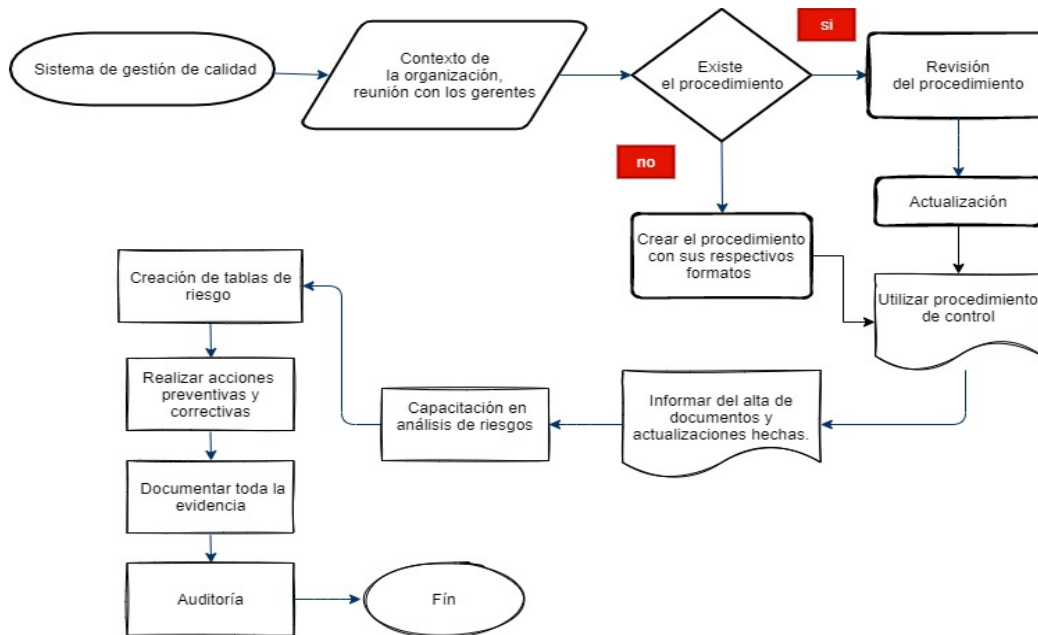 Sistema de gestión de calidad
Contexto de
la organización,
reunión con los gerentes
Existe
el procedimiento
si
Revisión
del procedimiento
no
Actualización
Crear el procedimiento
con sus respectivos
formatos
Utilizar procedimiento
de control
Informar del alta de
documentos y
actualizaciones hechas.
Capacitación en
análisis de riesgos
Creación de tablas de
riesgo
Realizar acciones
preventivas y
correctivas
Documentar toda la
evidencia
Auditoría
Fín